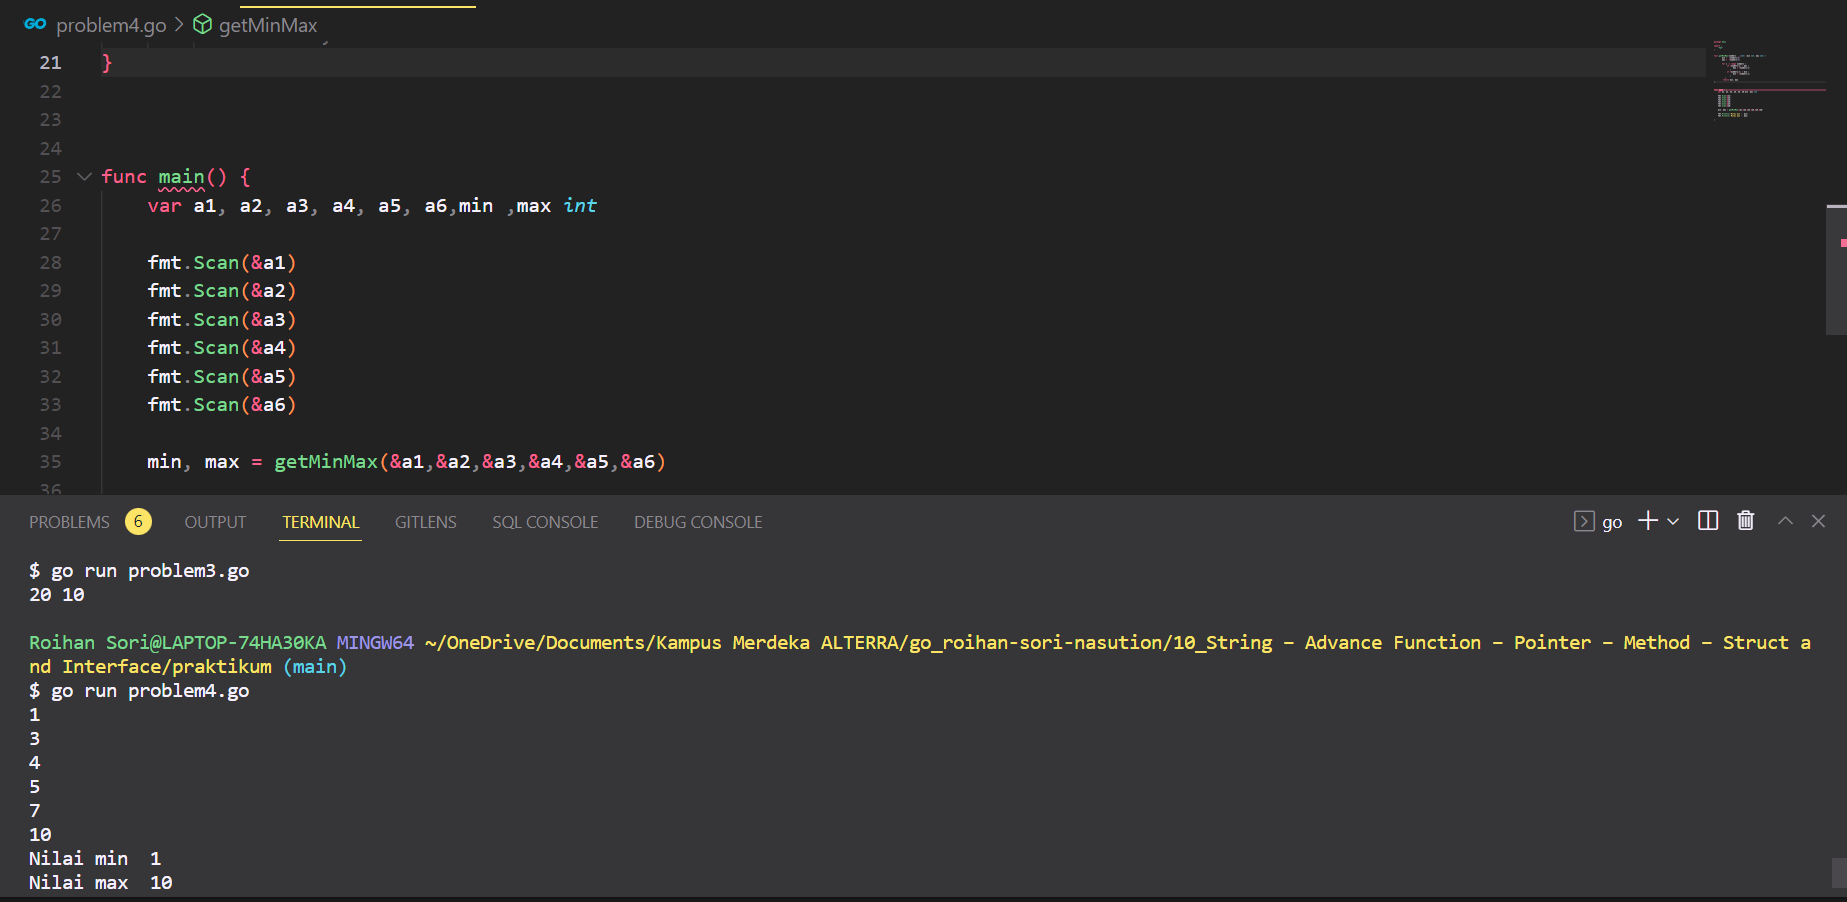 GO problem4.go > getMinMax
21 }
22
23
24
25 func main() {
26 var a1, a2, a3, a4, a5, a6,min ,max int
27
28 fmt.Scan(&a1)
29 fmt.Scan(&a2)
30 fmt.Scan(&a3)
31 fmt.Scan(&a4)
32 fmt.Scan(&a5)
33 fmt.Scan(&a6)
34
35 min, max = getMinMax(&a1,&a2,&a3,&a4,&a5,&a6)
36
PROBLEMS 6 OUTPUT TERMINAL GITLENS SQL CONSOLE DEBUG CONSOLE go
$ go run problem3.go
20 10
Roihan Sori@LAPTOP-74HA30KA MINGW64 ~/OneDrive/Documents/Kampus Merdeka ALTERRA/go_roihan-sori-nasution/10_String – Advance Function – Pointer – Method – Struct a
nd Interface/praktikum (main)
$ go run problem4.go
1
3
4
5
7
10
Nilai min  1
Nilai max  10